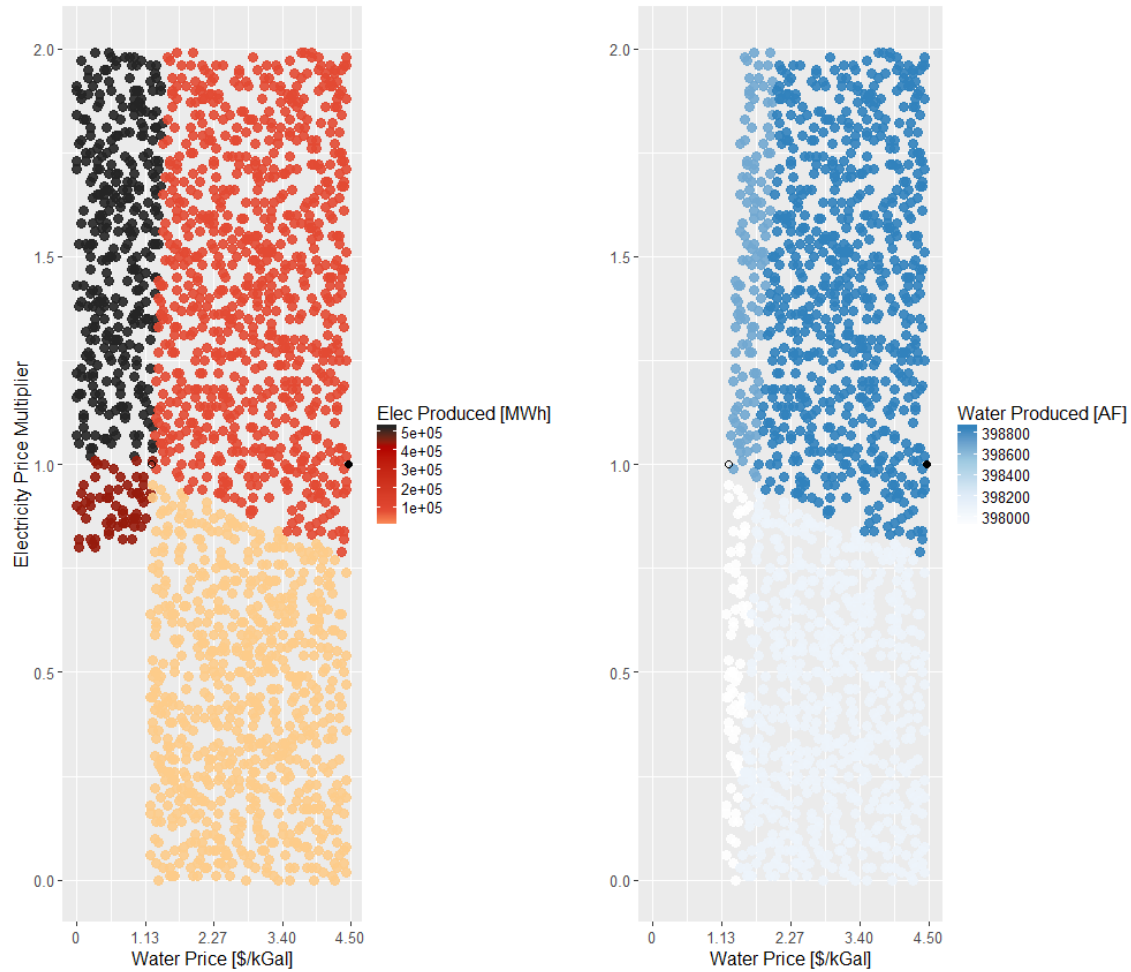 Electricity Price Multiplier
2.0
1.5
1.0
0.5
0.0
0 1.13 2.27 3.40 4.50
Water Price [$/kGal]
Elec Produced [MWh]
5e+05
4e+05
3e+05
2e+05
1e+05
2.0
1.5
1.0
0.5
0.0
0 1.13 2.27 3.40 4.50
Water Price [$/kGal]
Water Produced [AF]
398800
398600
398400
398200
398000